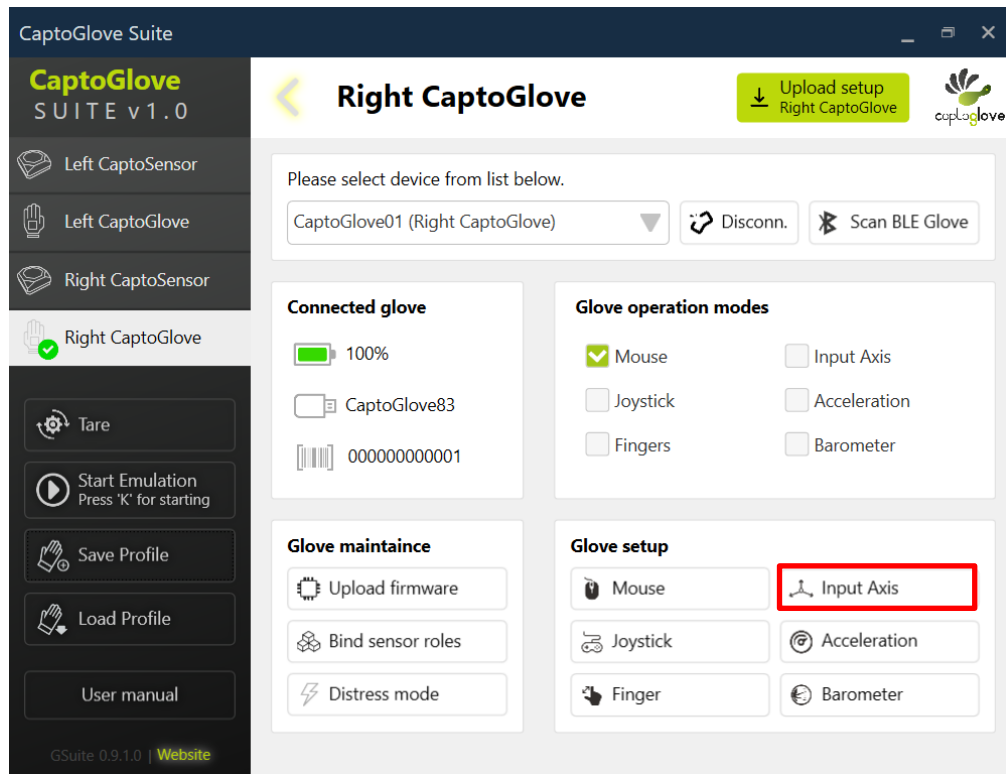 CaptoGlove Suite
CaptoGlove
SUITE v1.0
Left CaptoSensor
Left CaptoGlove
Right CaptoSensor
Right CaptoGlove
Tare
Start Emulation
Press 'K' for starting
Save Profile
Load Profile
User manual
GSuite 0.9.1.0 | Website
Right CaptoGlove
Upload setup
Right CaptoGlove
captoglove
Please select device from list below.
CaptoGlove01 (Right CaptoGlove)
Disconn.
Scan BLE Glove
Connected glove
100%
CaptoGlove83
000000000001
Glove operation modes
Mouse
Input Axis
Joystick
Acceleration
Fingers
Barometer
Glove maintaince
Upload firmware
Bind sensor roles
Distress mode
Glove setup
Mouse
Input Axis
Joystick
Acceleration
Finger
Barometer